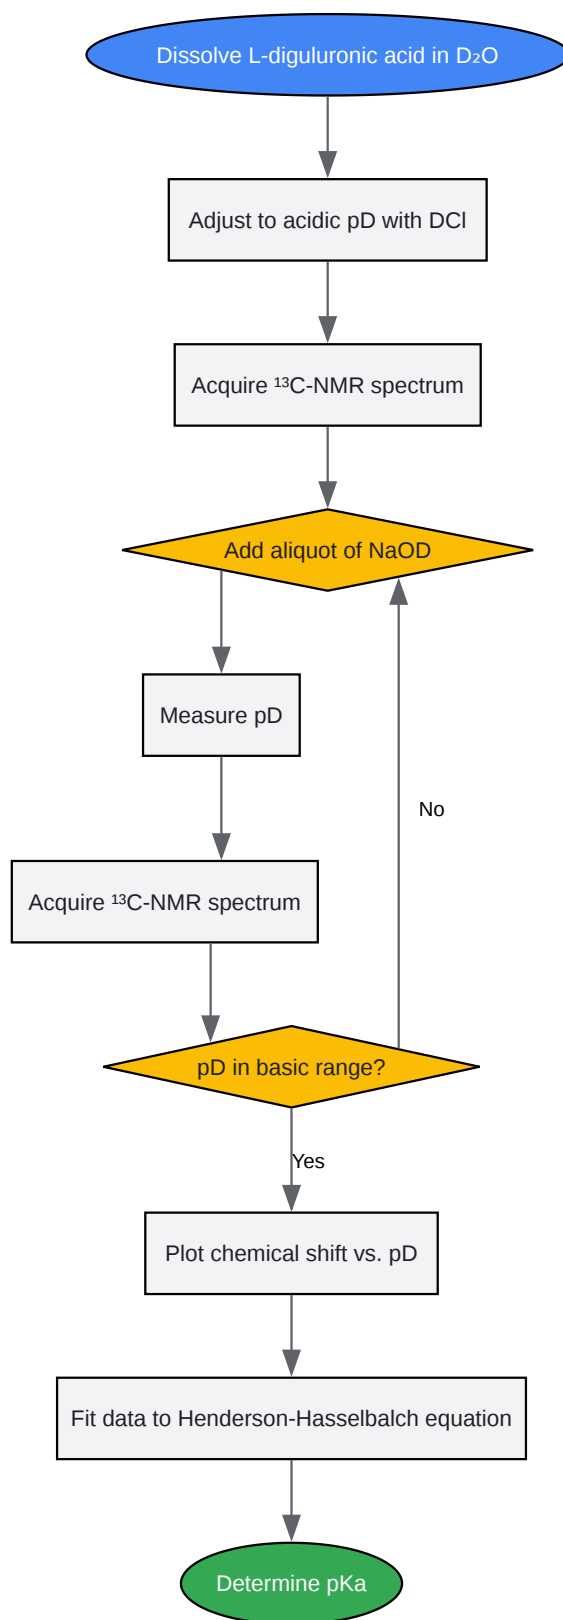 Dissolve L-diguluronic acid in D₂O
Adjust to acidic pD with DCl
Acquire ¹³C-NMR spectrum
Add aliquot of NaOD
Measure pD
No
Acquire ¹³C-NMR spectrum
pD in basic range?
Yes
Plot chemical shift vs. pD
Fit data to Henderson-Hasselbalch equation
Determine pKa